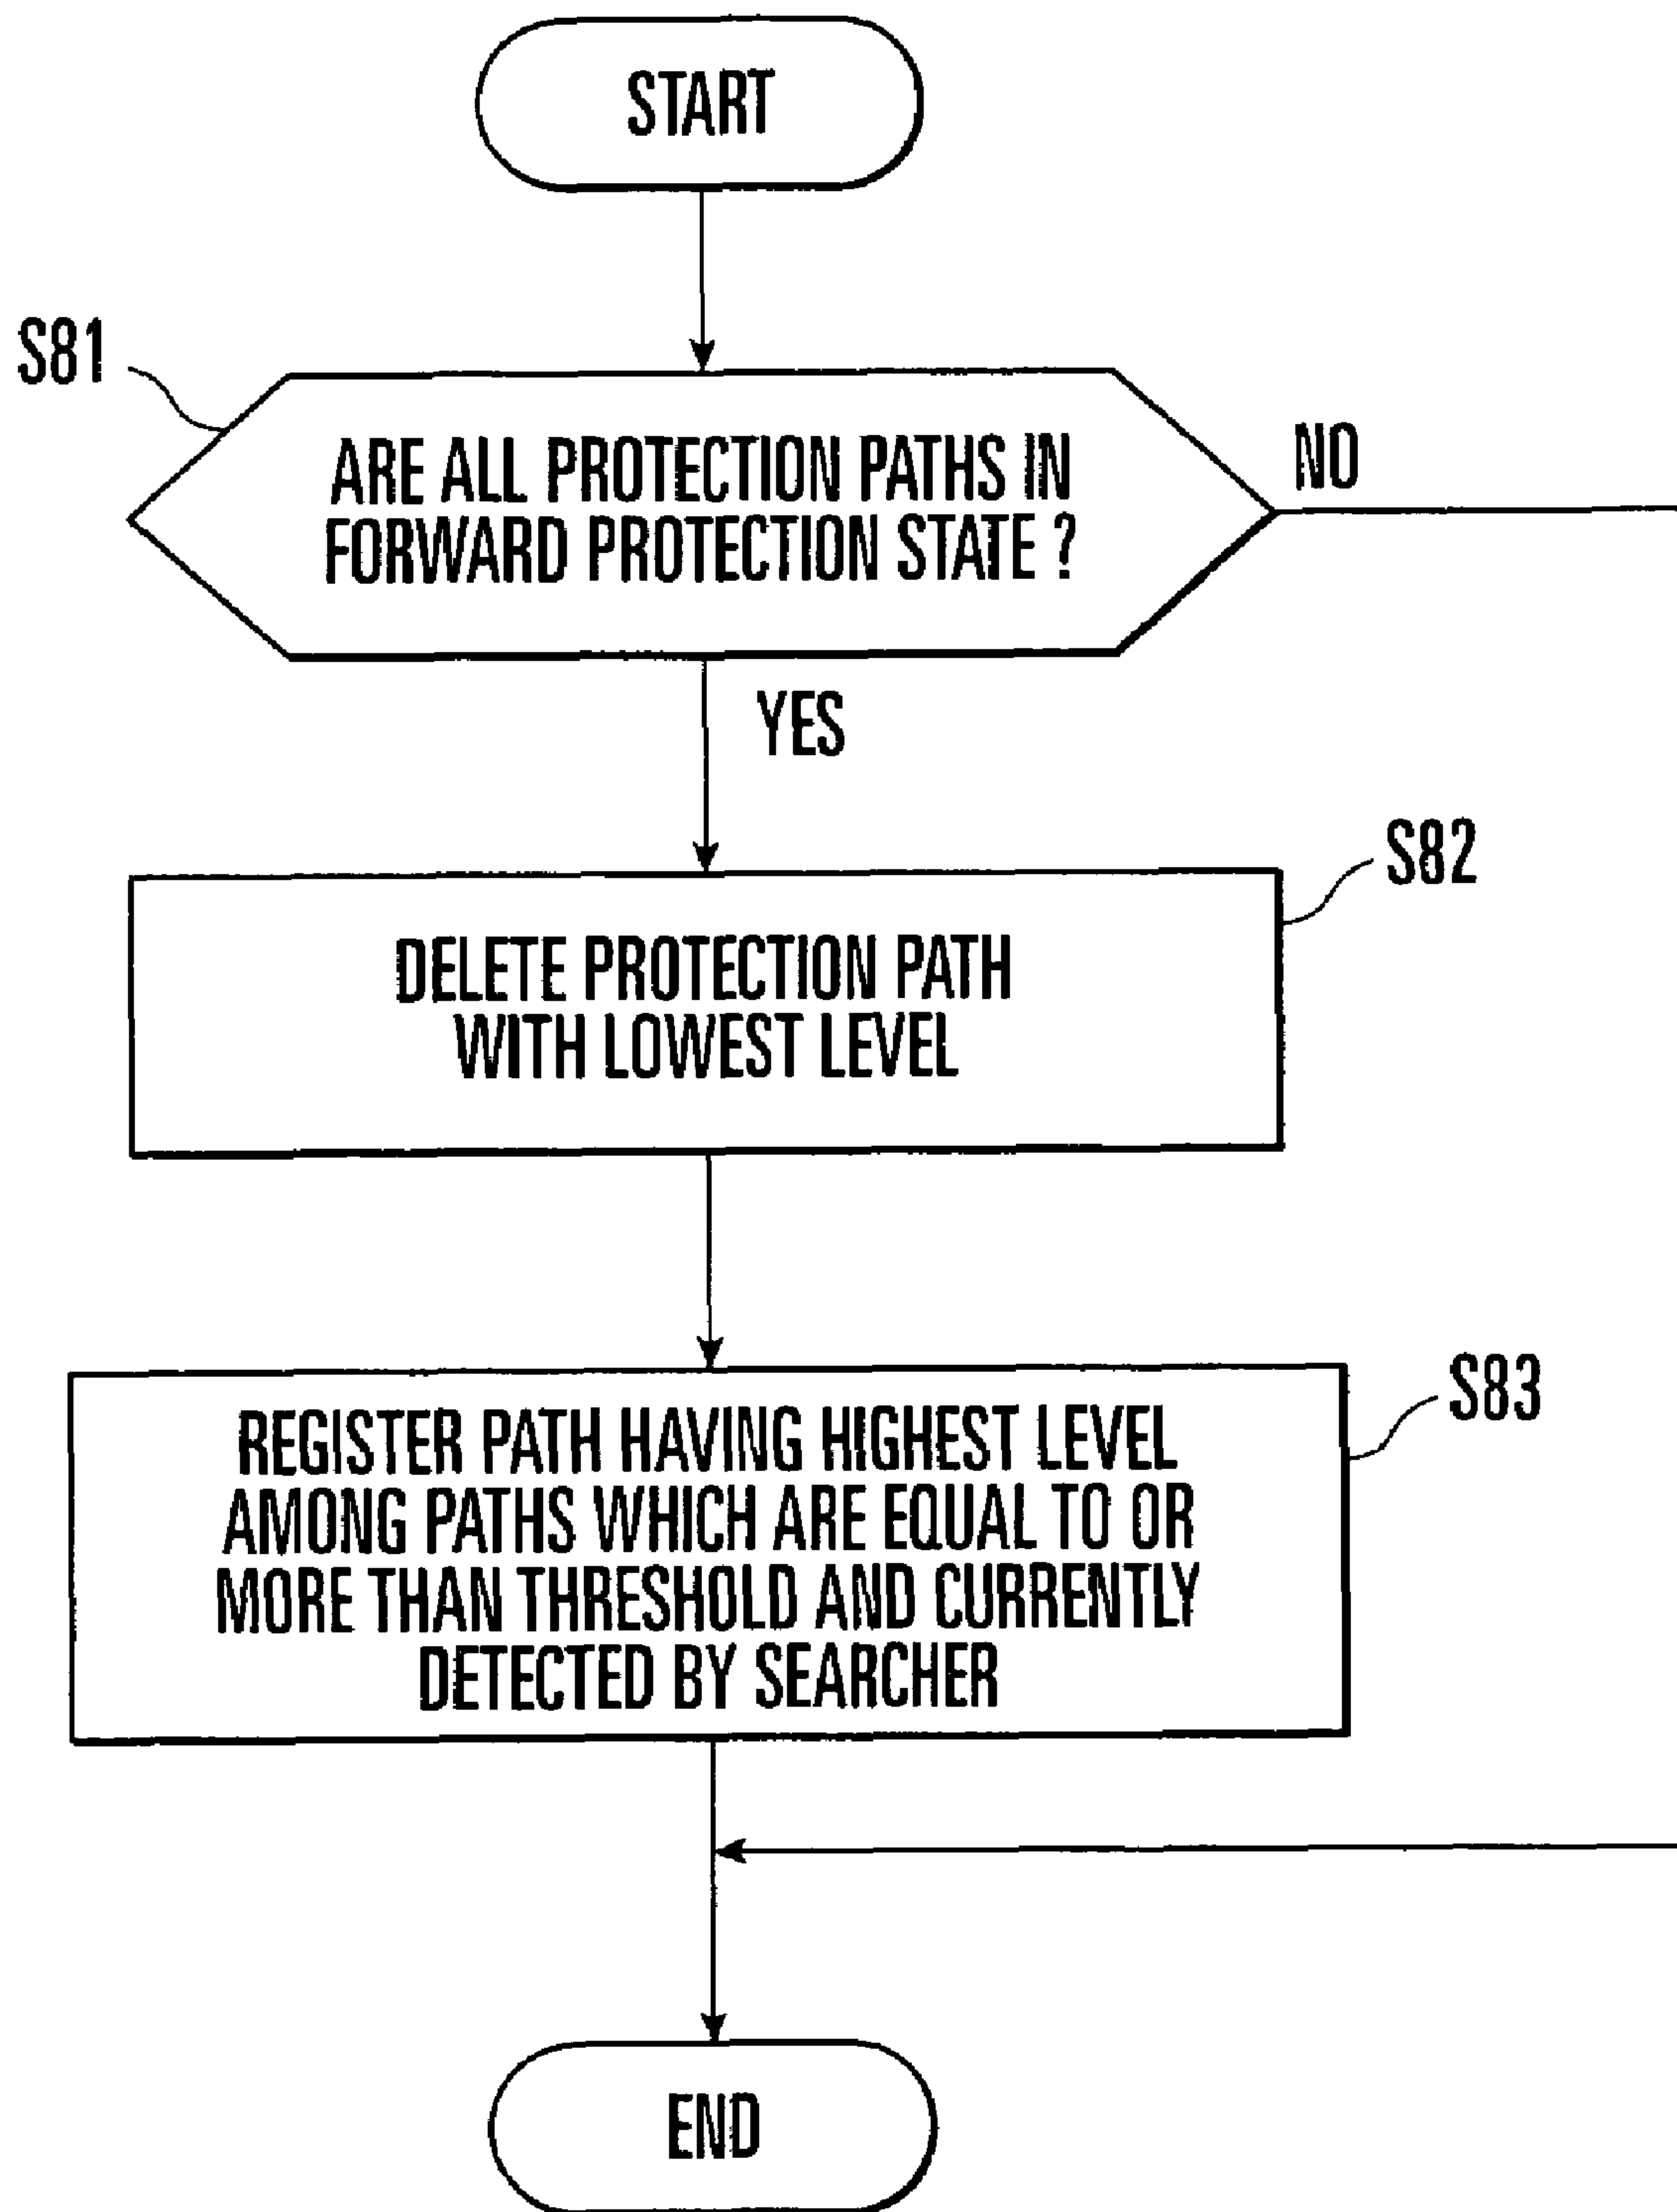 START
S81
ARE ALL PROTECTION PATHS IN
FORWARD PROTECTION STATE ?
NO
YES
S82
DELETE PROTECTION PATH
WITH LOWEST LEVEL
S83
REGISTER PATH HAVING HIGHEST LEVEL
AMONG PATHS WHICH ARE EQUAL TO OR
MORE THAN THRESHOLD AND CURRENTLY
DETECTED BY SEARCHER
END